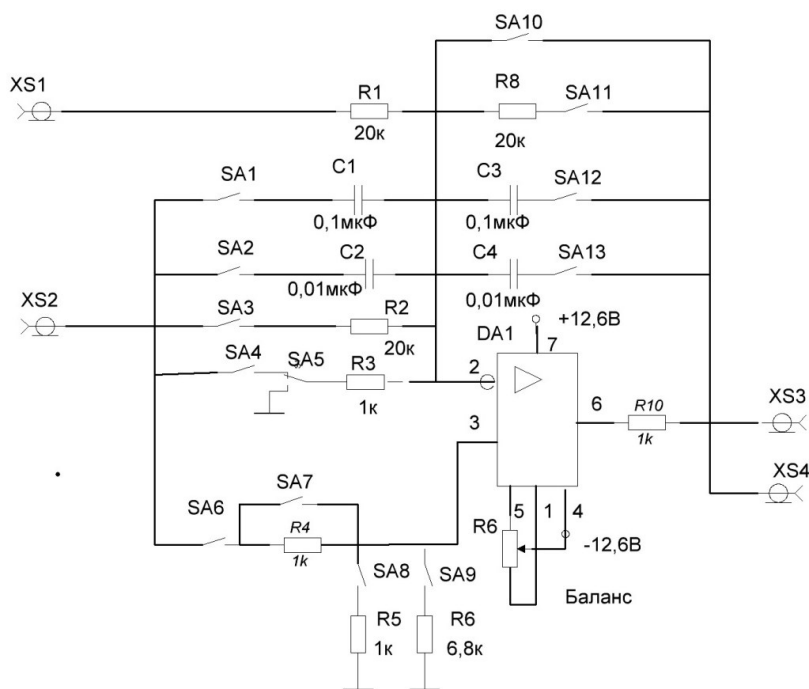 SA10
XS1
R1
R8
SA11
20к
20к
SA1
C1
C3
SA12
0,1мкФ
0,1мкФ
SA2
C2
C4
SA13
0,01мкФ
0,01мкФ
XS2
SA3
R2
20к
DA1
+12,6В
7
SA4
SA5
R3
1к
2
6
R10
1k
XS3
3
XS4
SA6
SA7
R4
1k
5
1
4
R6
-12,6В
SA8
SA9
R5
1к
R6
6,8к
Баланс